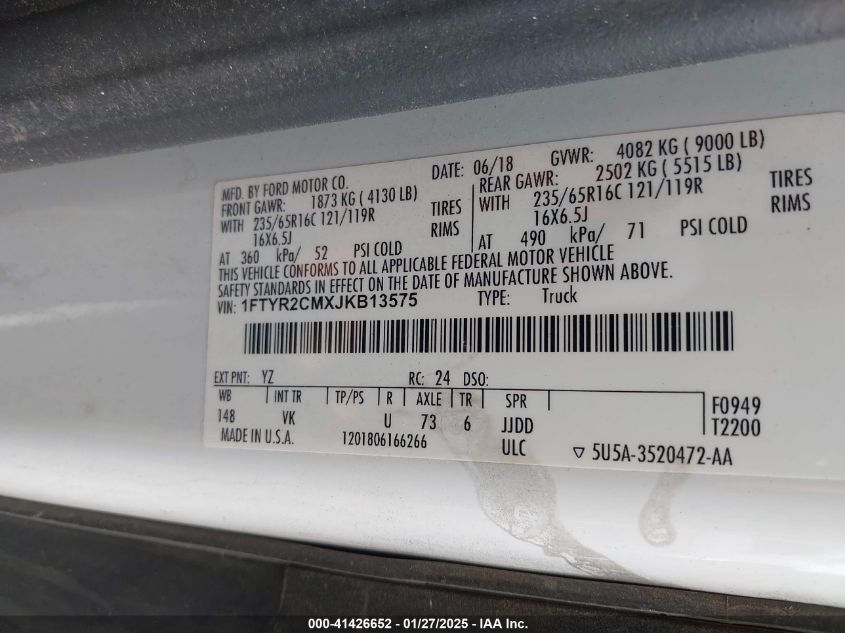 MFD. BY FORD MOTOR CO. DATE: 06/18 GVWR: 4082 KG ( 9000 LB)
FRONT GAWR: 1873 KG ( 4130 LB) REAR GAWR: 2502 KG ( 5515 LB)
WITH 235/65R16C 121/119R TIRES WITH 235/65R16C 121/119R TIRES
16X6.5J RIMS 16X6.5J RIMS
AT 360 kPa/ 52 PSI COLD AT 490 kPa/ 71 PSI COLD
THIS VEHICLE CONFORMS TO ALL APPLICABLE FEDERAL MOTOR VEHICLE
SAFETY STANDARDS IN EFFECT ON THE DATE OF MANUFACTURE SHOWN ABOVE.
VIN: 1FTYR2CMXJKB13575 TYPE: Truck
EXT PNT: YZ RC: 24 DSO:
WB INT TR TP/PS R AXLE TR SPR F0949
148 VK U 73 6 JJDD T2200
MADE IN U.S.A. 1201806166266 ULC ▽ 5U5A-3520472-AA
000-41426652 — 01/27/2025 — IAA Inc.